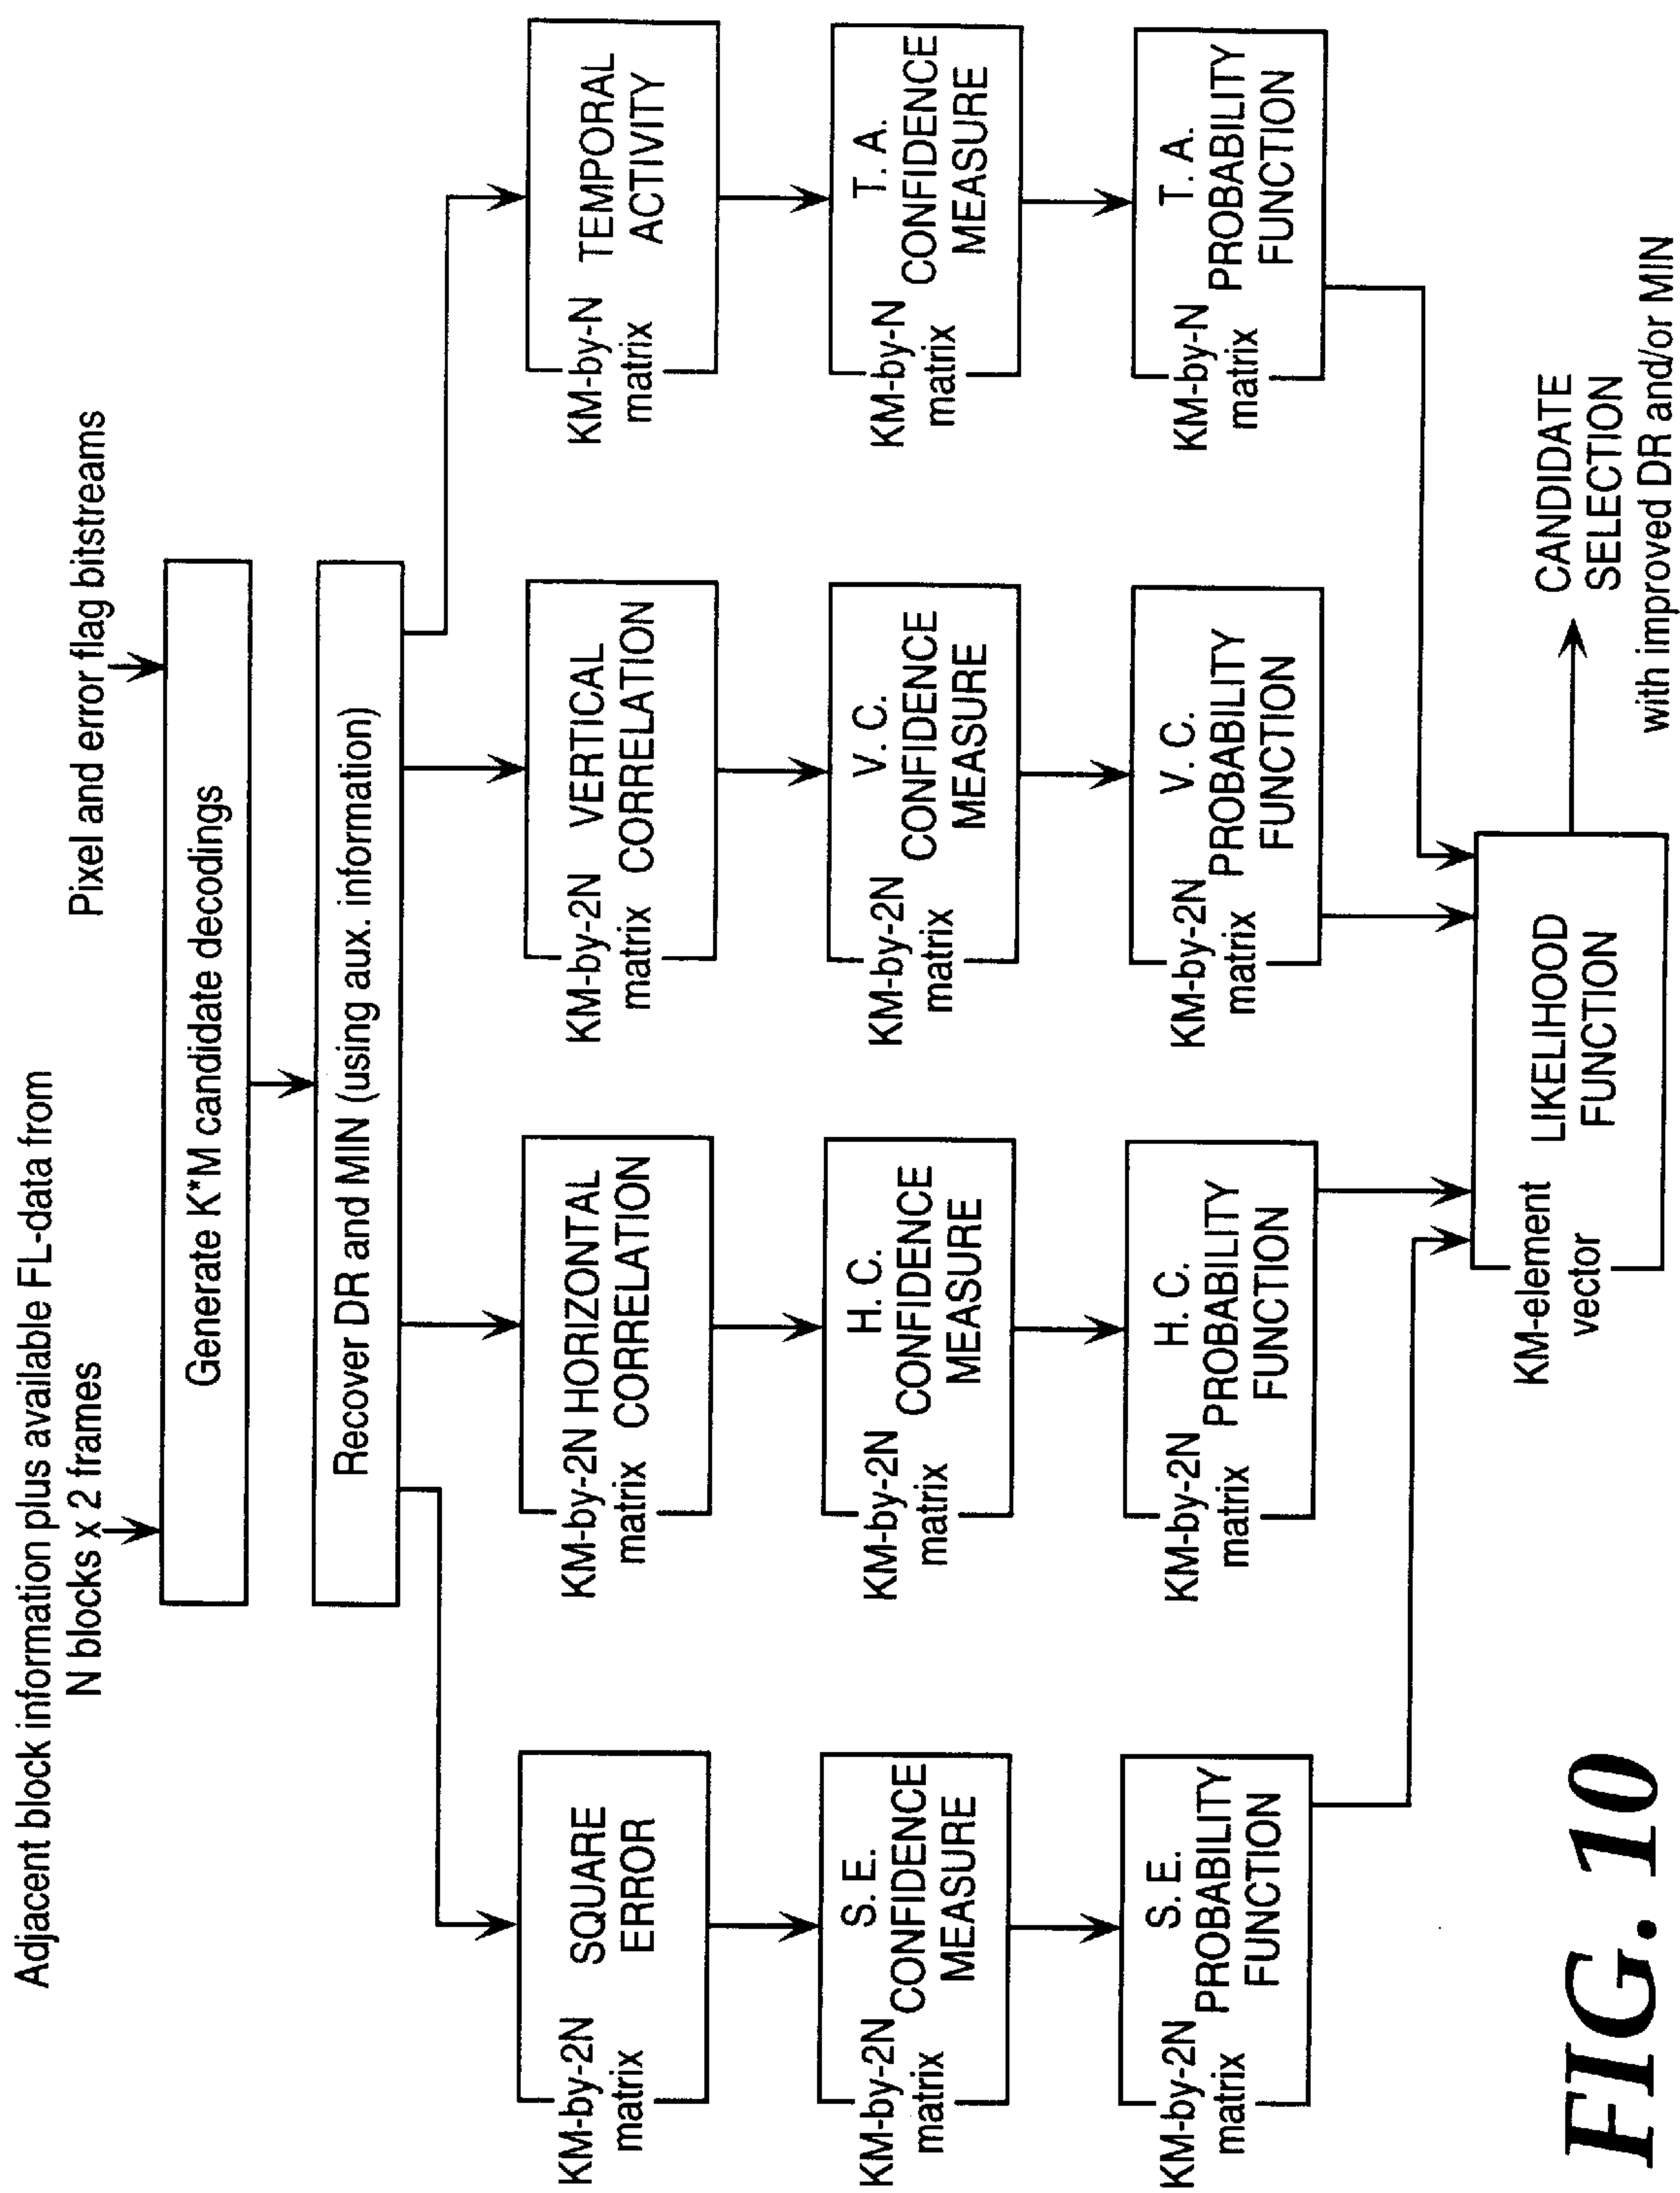 Adjacent block information plus available FL-data from
N blocks x 2 frames
Pixel and error flag bitstreams
Generate K*M candidate decodings
Recover DR and MIN (using aux. information)
KM-by-2N
matrix
SQUARE
ERROR
KM-by-2N
matrix
HORIZONTAL
CORRELATION
KM-by-2N
matrix
VERTICAL
CORRELATION
KM-by-N
matrix
TEMPORAL
ACTIVITY
KM-by-2N
matrix
S. E.
CONFIDENCE
MEASURE
KM-by-2N
matrix
H. C.
CONFIDENCE
MEASURE
KM-by-2N
matrix
V. C.
CONFIDENCE
MEASURE
KM-by-N
matrix
T. A.
CONFIDENCE
MEASURE
KM-by-2N
matrix
S. E.
PROBABILITY
FUNCTION
KM-by-2N
matrix
H. C.
PROBABILITY
FUNCTION
KM-by-2N
matrix
V. C.
PROBABILITY
FUNCTION
KM-by-N
matrix
T. A.
PROBABILITY
FUNCTION
KM-element
vector
LIKELIHOOD
FUNCTION
CANDIDATE
SELECTION
with improved DR and/or MIN
FIG. 10